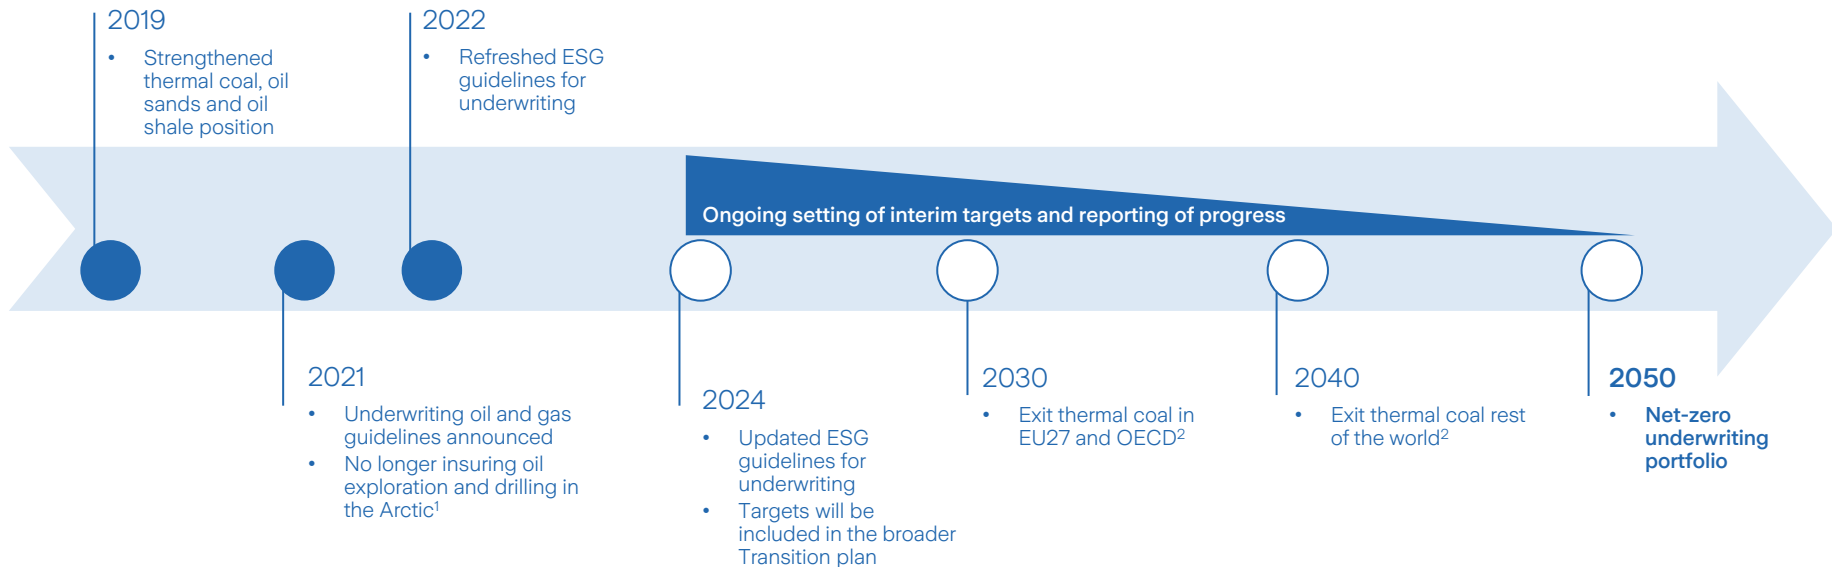 2019
• Strengthened
thermal coal, oil
sands and oil
shale position
2022
• Refreshed ESG
guidelines for
underwriting
Ongoing setting of interim targets and reporting of progress
2021
• Underwriting oil and gas
guidelines announced
• No longer insuring oil
exploration and drilling in
the Arctic¹
2024
• Updated ESG
guidelines for
underwriting
• Targets will be
included in the broader
Transition plan
2030
• Exit thermal coal in
EU27 and OECD²
2040
• Exit thermal coal rest
of the world²
2050
• Net-zero
underwriting
portfolio